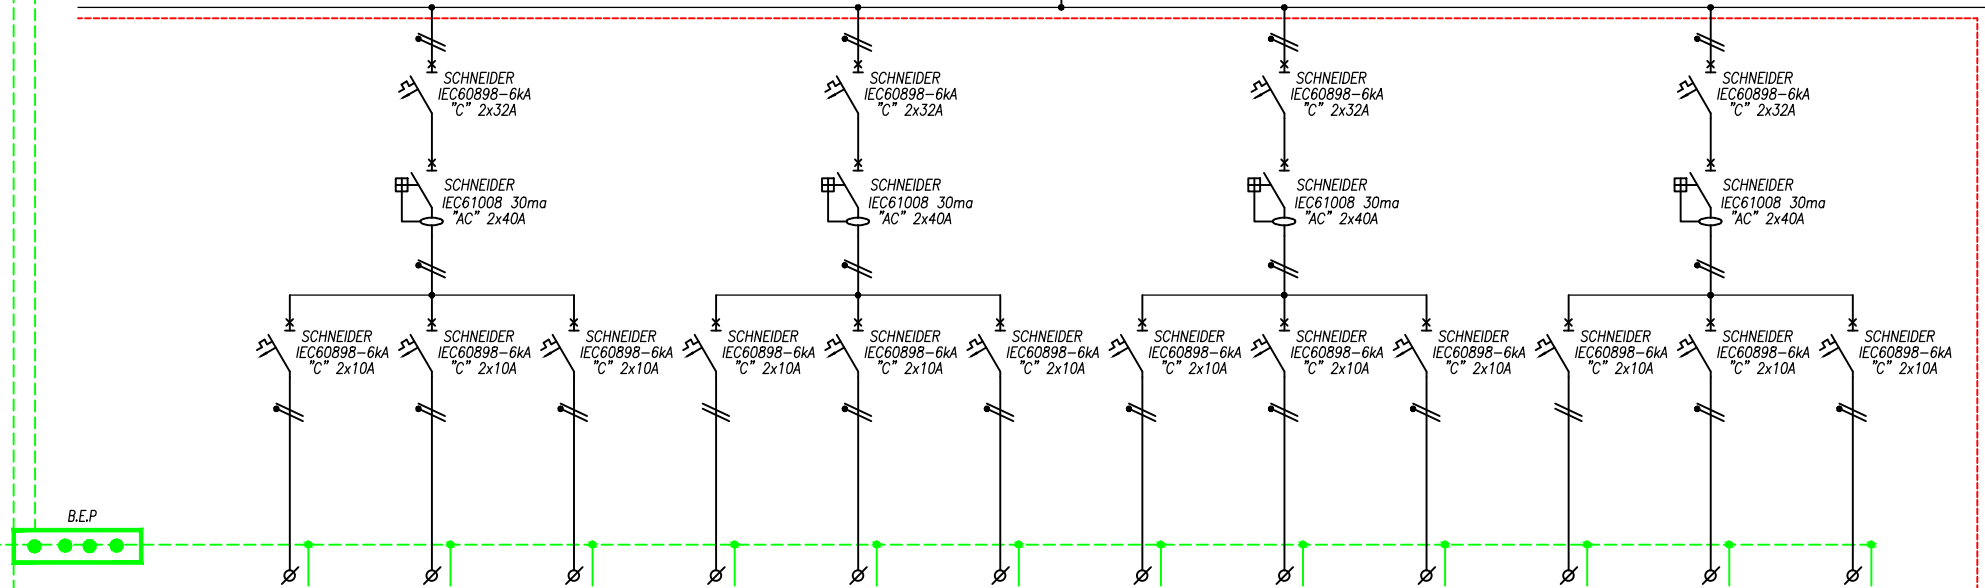 SCHNEIDER
IEC60898-6kA
"C" 2x32A
SCHNEIDER
IEC60898-6kA
"C" 2x32A
SCHNEIDER
IEC60898-6kA
"C" 2x32A
SCHNEIDER
IEC60898-6kA
"C" 2x32A
SCHNEIDER
IEC61008 30ma
"AC" 2x40A
SCHNEIDER
IEC61008 30ma
"AC" 2x40A
SCHNEIDER
IEC61008 30ma
"AC" 2x40A
SCHNEIDER
IEC61008 30ma
"AC" 2x40A
SCHNEIDER
IEC60898-6kA
"C" 2x10A
SCHNEIDER
IEC60898-6kA
"C" 2x10A
SCHNEIDER
IEC60898-6kA
"C" 2x10A
SCHNEIDER
IEC60898-6kA
"C" 2x10A
SCHNEIDER
IEC60898-6kA
"C" 2x10A
SCHNEIDER
IEC60898-6kA
"C" 2x10A
SCHNEIDER
IEC60898-6kA
"C" 2x10A
SCHNEIDER
IEC60898-6kA
"C" 2x10A
SCHNEIDER
IEC60898-6kA
"C" 2x10A
SCHNEIDER
IEC60898-6kA
"C" 2x10A
SCHNEIDER
IEC60898-6kA
"C" 2x10A
SCHNEIDER
IEC60898-6kA
"C" 2x10A
B.E.P